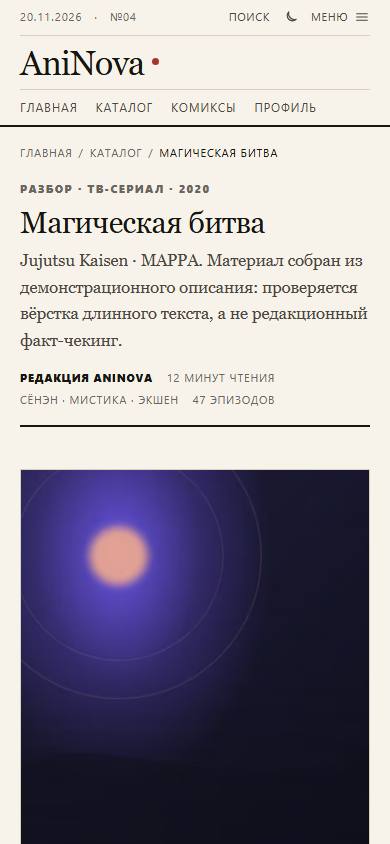 20.11.2026 · №04 ПОИСК МЕНЮ
AniNova
ГЛАВНАЯ КАТАЛОГ КОМИКСЫ ПРОФИЛЬ
ГЛАВНАЯ / КАТАЛОГ / МАГИЧЕСКАЯ БИТВА
РАЗБОР · ТВ-СЕРИАЛ · 2020
Магическая битва
Jujutsu Kaisen · MAPPA. Материал собран из
демонстрационного описания: проверяется
вёрстка длинного текста, а не редакционный
факт-чекинг.
РЕДАКЦИЯ ANINOVA 12 МИНУТ ЧТЕНИЯ
СЁНЭН · МИСТИКА · ЭКШЕН 47 ЭПИЗОДОВ